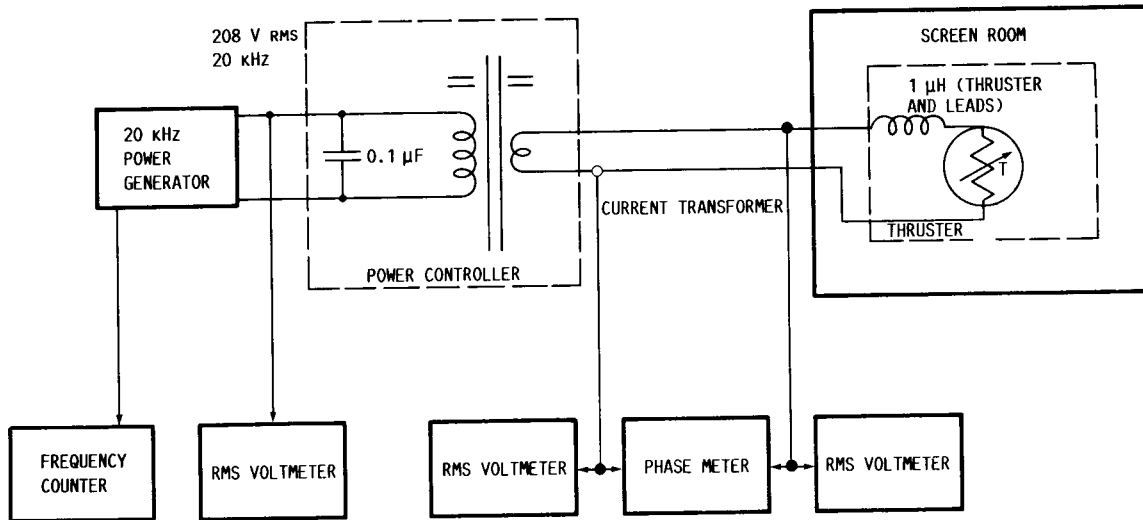 208 V RMS
20 KHZ
SCREEN ROOM
1 μH (THRUSTER
AND LEADS)
20 KHZ
POWER
GENERATOR
0.1 μF
T
CURRENT TRANSFORMER
THRUSTER
POWER CONTROLLER
FREQUENCY
COUNTER
RMS VOLTMETER
RMS VOLTMETER
PHASE METER
RMS VOLTMETER